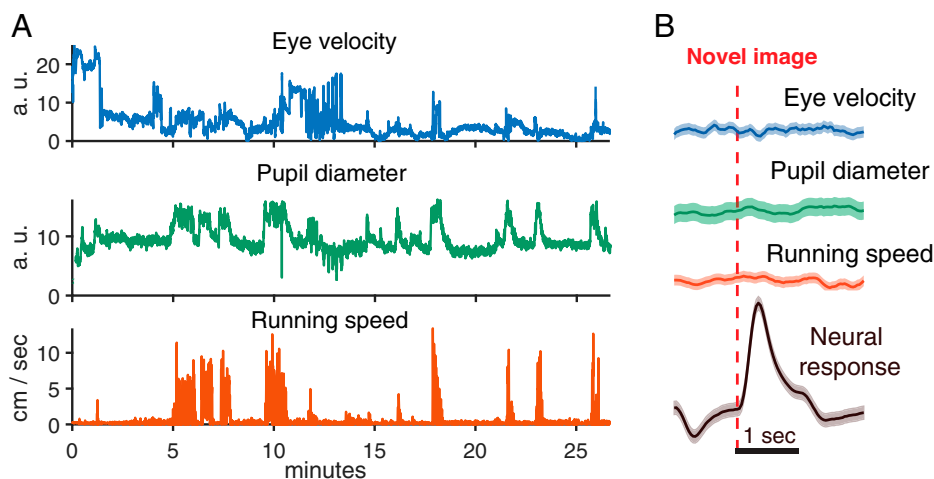 A
Eye velocity
a. u.
20
10
0
Pupil diameter
a. u.
10
0
Running speed
cm / sec
10
5
0
0 5 10 15 20 25
minutes
B
Novel image
Eye velocity
Pupil diameter
Running speed
Neural
response
1 sec